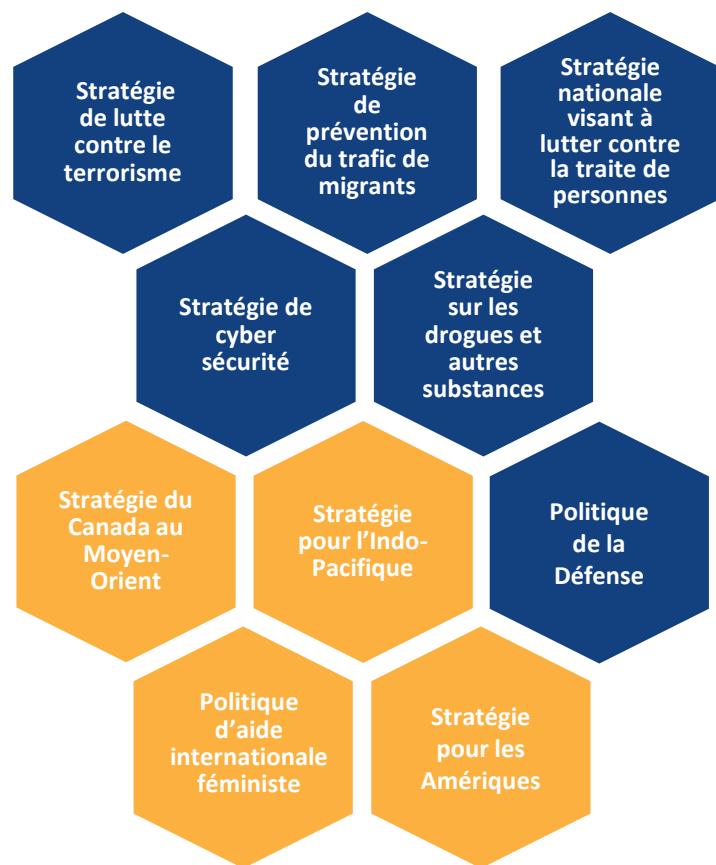 Stratégie
de lutte
contre le
terrorisme
Stratégie
de
prévention
du trafic de
migrants
Stratégie
nationale
visant à
lutter contre
la traite de
personnes
Stratégie de
cyber
sécurité
Stratégie
sur les
drogues et
autres
substances
Stratégie du
Canada au
Moyen-
Orient
Stratégie
pour l’Indo-
Pacifique
Politique
de la
Défense
Politique
d’aide
internationale
féministe
Stratégie
pour les
Amériques